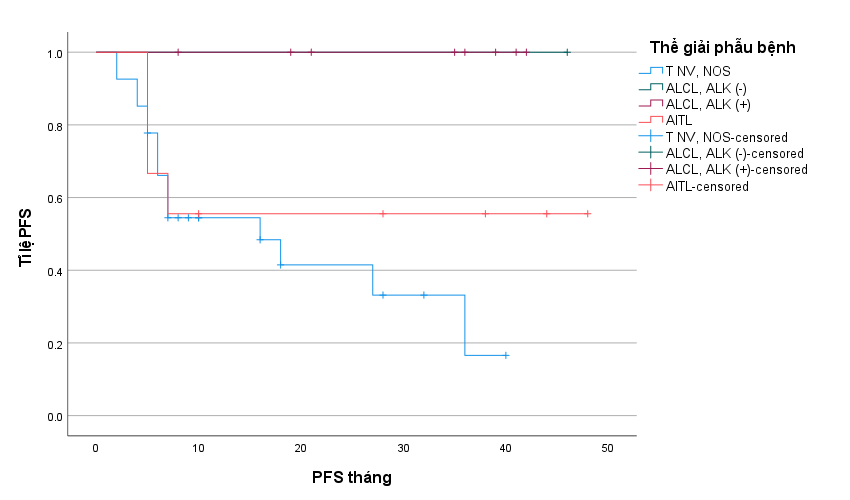 Thể giải phẫu bệnh
T NV, NOS
ALCL, ALK (-)
ALCL, ALK (+)
AITL
T NV, NOS-censored
ALCL, ALK (-)-censored
ALCL, ALK (+)-censored
AITL-censored
Tỉ lệ PFS
1.0
0.8
0.6
0.4
0.2
0.0
0 10 20 30 40 50
PFS tháng